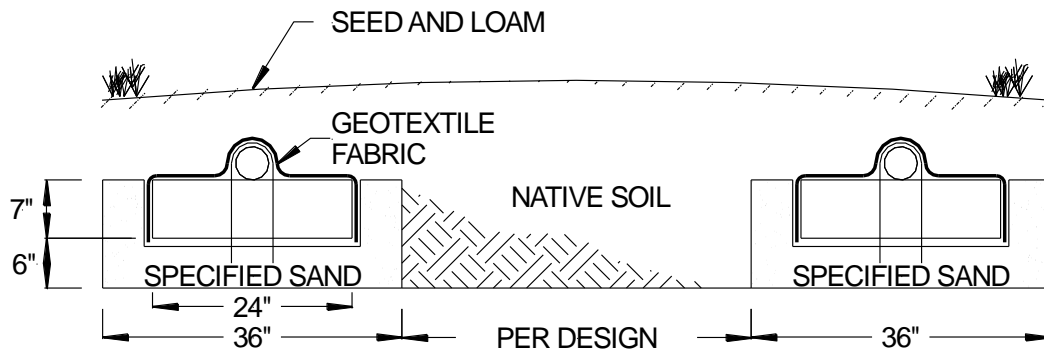 SEED AND LOAM
GEOTEXTILE
FABRIC
NATIVE SOIL
7"
6"
SPECIFIED SAND
SPECIFIED SAND
24"
36"
PER DESIGN
36"